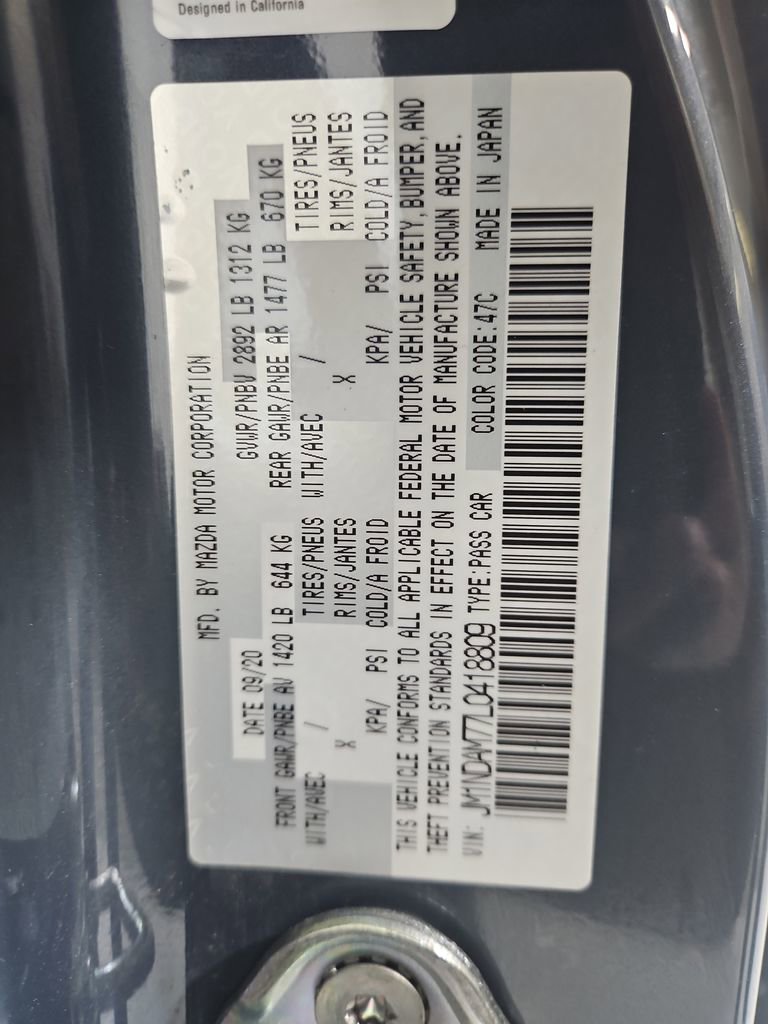 Designed in California
MFD. BY MAZDA MOTOR CORPORATION
DATE 09/20 GVWR/PNBV 2892 LB 1312 KG
FRONT GAWR/PNBE AV 1420 LB 644 KG REAR GAWR/PNBE AR 1477 LB 670 KG
WITH/AVEC / TIRES/PNEUS WITH/AVEC / TIRES/PNEUS
X RIMS/JANTES .X RIMS/JANTES
KPA/ PSI COLD/A FROID KPA/ PSI COLD/A FROID
THIS VEHICLE CONFORMS TO ALL APPLICABLE FEDERAL MOTOR VEHICLE SAFETY, BUMPER, AND
THEFT PREVENTION STANDARDS IN EFFECT ON THE DATE OF MANUFACTURE SHOWN ABOVE.
VIN: JM1NDAM77L0418809 TYPE:PASS CAR COLOR CODE:47C MADE IN JAPAN